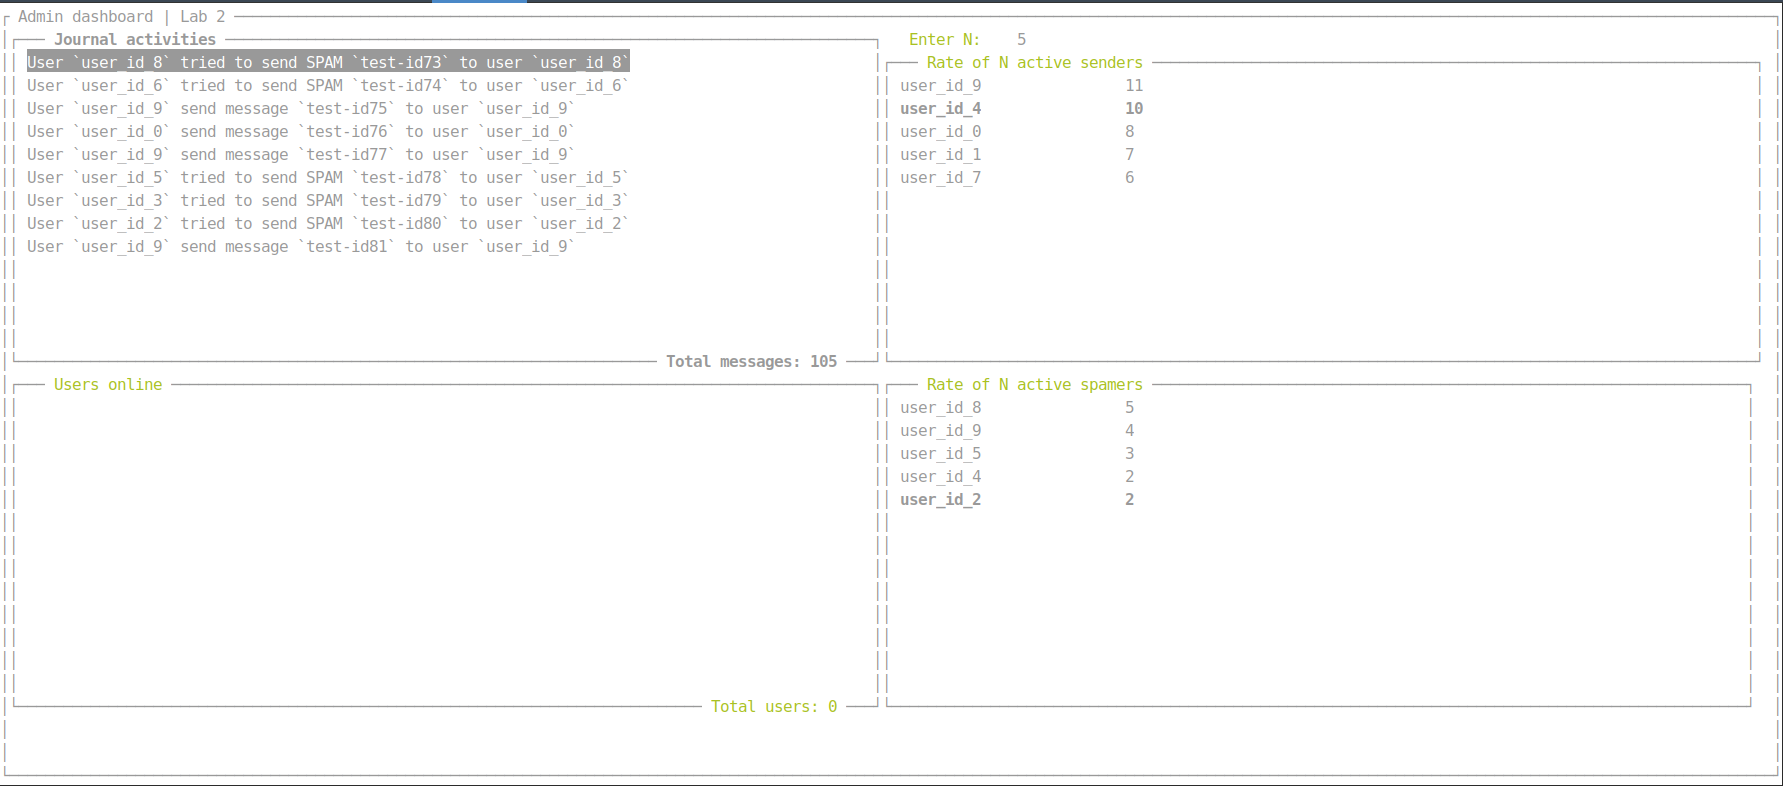 Admin dashboard | Lab 2
Journal activities
User `user_id_8` tried to send SPAM `test-id73` to user `user_id_8`
User `user_id_6` tried to send SPAM `test-id74` to user `user_id_6`
User `user_id_9` send message `test-id75` to user `user_id_9`
User `user_id_0` send message `test-id76` to user `user_id_0`
User `user_id_9` send message `test-id77` to user `user_id_9`
User `user_id_5` tried to send SPAM `test-id78` to user `user_id_5`
User `user_id_3` tried to send SPAM `test-id79` to user `user_id_3`
User `user_id_2` tried to send SPAM `test-id80` to user `user_id_2`
User `user_id_9` send message `test-id81` to user `user_id_9`
Total messages: 105
Enter N: 5
Rate of N active senders
user_id_9 11
user_id_4 10
user_id_0 8
user_id_1 7
user_id_7 6
Users online
Total users: 0
Rate of N active spamers
user_id_8 5
user_id_9 4
user_id_5 3
user_id_4 2
user_id_2 2